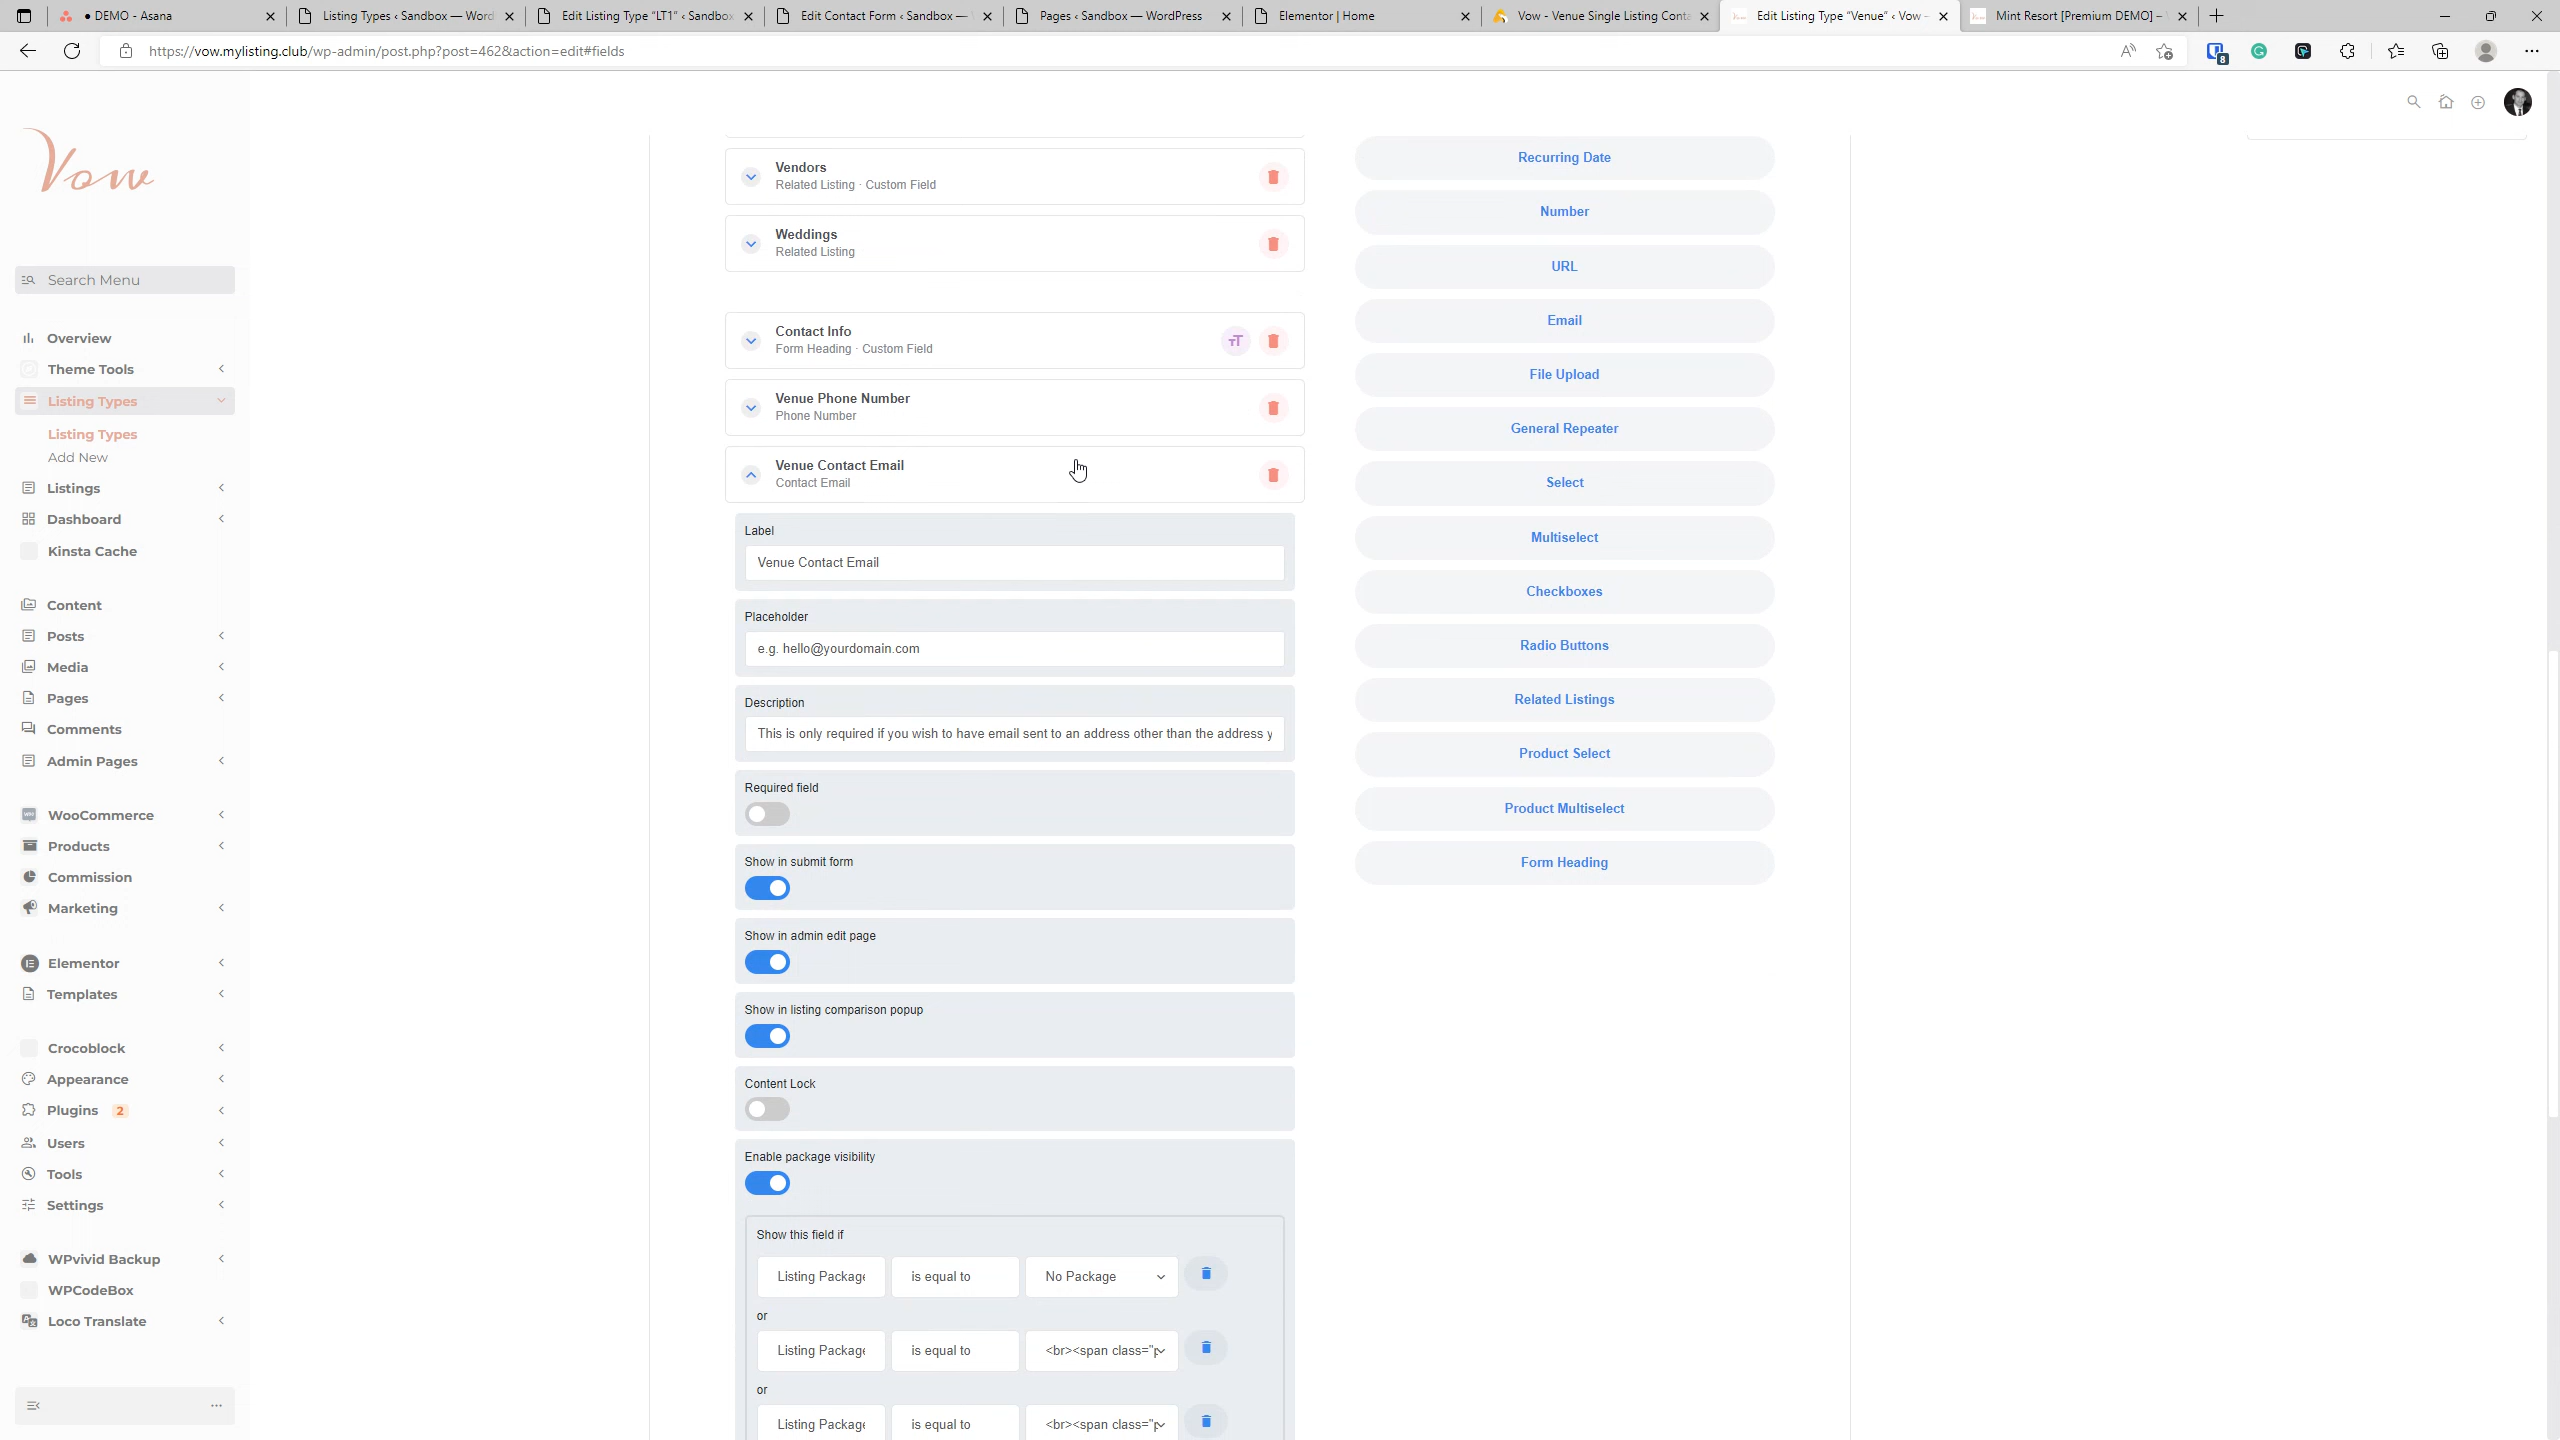 DEMO - Asana
Listing Types ‹ Sandbox — Word
Edit Listing Type “LT1” ‹ Sandbox
Edit Contact Form ‹ Sandbox —
Pages ‹ Sandbox — WordPress
Elementor | Home
Vow - Venue Single Listing Conta
Edit Listing Type “Venue” ‹ Vow -
Mint Resort [Premium DEMO] –
https://vow.mylisting.club/wp-admin/post.php?post=462&action=edit#fields
8
Vow
Search Menu
Overview
Theme Tools
Listing Types
Listing Types
Add New
Listings
Dashboard
Kinsta Cache
Content
Posts
Media
Pages
Comments
Admin Pages
WooCommerce
Products
Commission
Marketing
Elementor
Templates
Crocoblock
Appearance
Plugins 2
Users
Tools
Settings
WPvivid Backup
WPCodeBox
Loco Translate
Vendors
Related Listing · Custom Field
Weddings
Related Listing
Contact Info
Form Heading · Custom Field
Venue Phone Number
Phone Number
Venue Contact Email
Contact Email
Label
Venue Contact Email
Placeholder
e.g. hello@yourdomain.com
Description
This is only required if you wish to have email sent to an address other than the address y
Required field
Show in submit form
Show in admin edit page
Show in listing comparison popup
Content Lock
Enable package visibility
Show this field if
Listing Package is equal to No Package
or
Listing Package is equal to <br><span class="p
or
Listing Package is equal to <br><span class="p
Recurring Date
Number
URL
Email
File Upload
General Repeater
Select
Multiselect
Checkboxes
Radio Buttons
Related Listings
Product Select
Product Multiselect
Form Heading